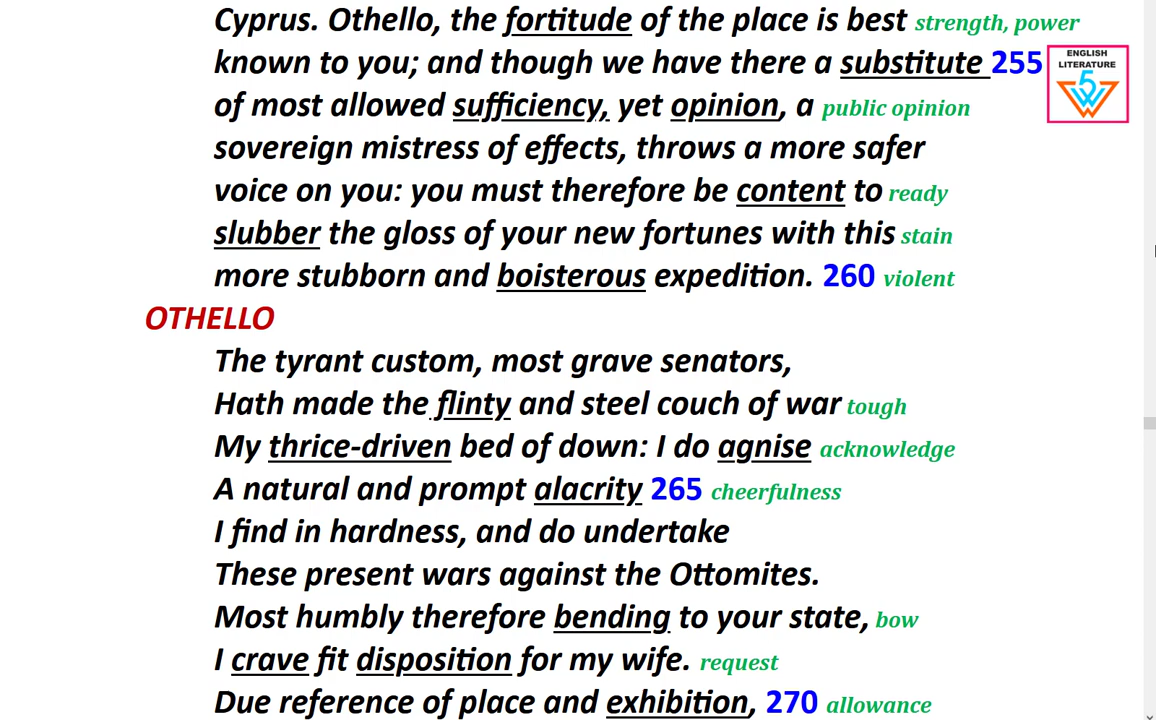 Cyprus. Othello, the fortitude of the place is best strength, power
known to you; and though we have there a substitute 255
ENGLISH
LITERATURE
5
W
of most allowed sufficiency, yet opinion, a public opinion
sovereign mistress of effects, throws a more safer
voice on you: you must therefore be content to ready
slubber the gloss of your new fortunes with this stain
more stubborn and boisterous expedition. 260 violent
OTHELLO
The tyrant custom, most grave senators,
Hath made the flinty and steel couch of war tough
My thrice-driven bed of down: I do agnise acknowledge
A natural and prompt alacrity 265 cheerfulness
I find in hardness, and do undertake
These present wars against the Ottomites.
Most humbly therefore bending to your state, bow
I crave fit disposition for my wife. request
Due reference of place and exhibition, 270 allowance